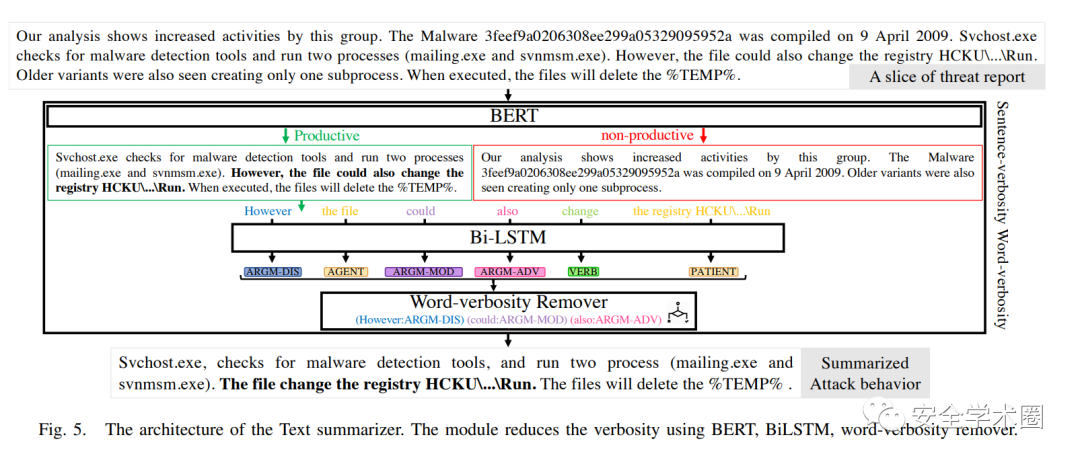 Our analysis shows increased activities by this group. The Malware 3feef9a0206308ee299a05329095952a was compiled on 9 April 2009. Svchost.exe
checks for malware detection tools and run two processes (mailing.exe and svnmsm.exe). However, the file could also change the registry HCKU\...\Run.
Older variants were also seen creating only one subprocess. When executed, the files will delete the %TEMP%.
A slice of threat report
BERT
Productive
non-productive
Svchost.exe checks for malware detection tools and run two processes
(mailing.exe and svnmsm.exe). However, the file could also change the
registry HCKU\...\Run. When executed, the files will delete the %TEMP%.
Our analysis shows increased activities by this group. The Malware
3feef9a0206308ee299a05329095952a was compiled on 9 April 2009. Older variants were also
seen creating only one subprocess.
However the file could also change the registry HCKU\...\Run
Bi-LSTM
ARGM-DIS AGENT ARGM-MOD ARGM-ADV VERB PATIENT
Word-verbosity Remover
(However:ARGM-DIS) (could:ARGM-MOD) (also:ARGM-ADV)
Sentence-verbosity Word-verbosity
Svchost.exe, checks for malware detection tools, and run two process (mailing.exe and
svnmsm.exe). The file change the registry HCKU\...\Run. The files will delete the %TEMP% .
Summarized
Attack behavior
安全学术圈
Fig. 5. The architecture of the Text summarizer. The module reduces the verbosity using BERT, BiLSTM, word-verbosity remover.